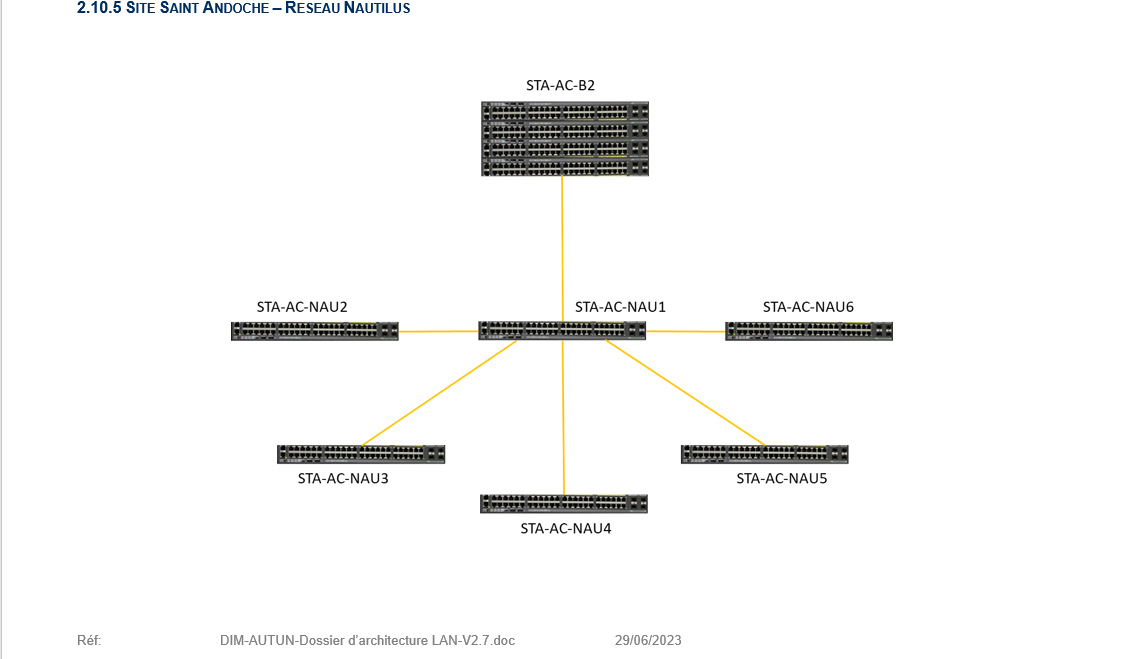 2.10.5 SITE SAINT ANDOCHE – RESEAU NAUTILUS
STA-AC-B2
STA-AC-NAU2
STA-AC-NAU1
STA-AC-NAU6
STA-AC-NAU3
STA-AC-NAU5
STA-AC-NAU4
Réf: DIM-AUTUN-Dossier d’architecture LAN-V2.7.doc 29/06/2023